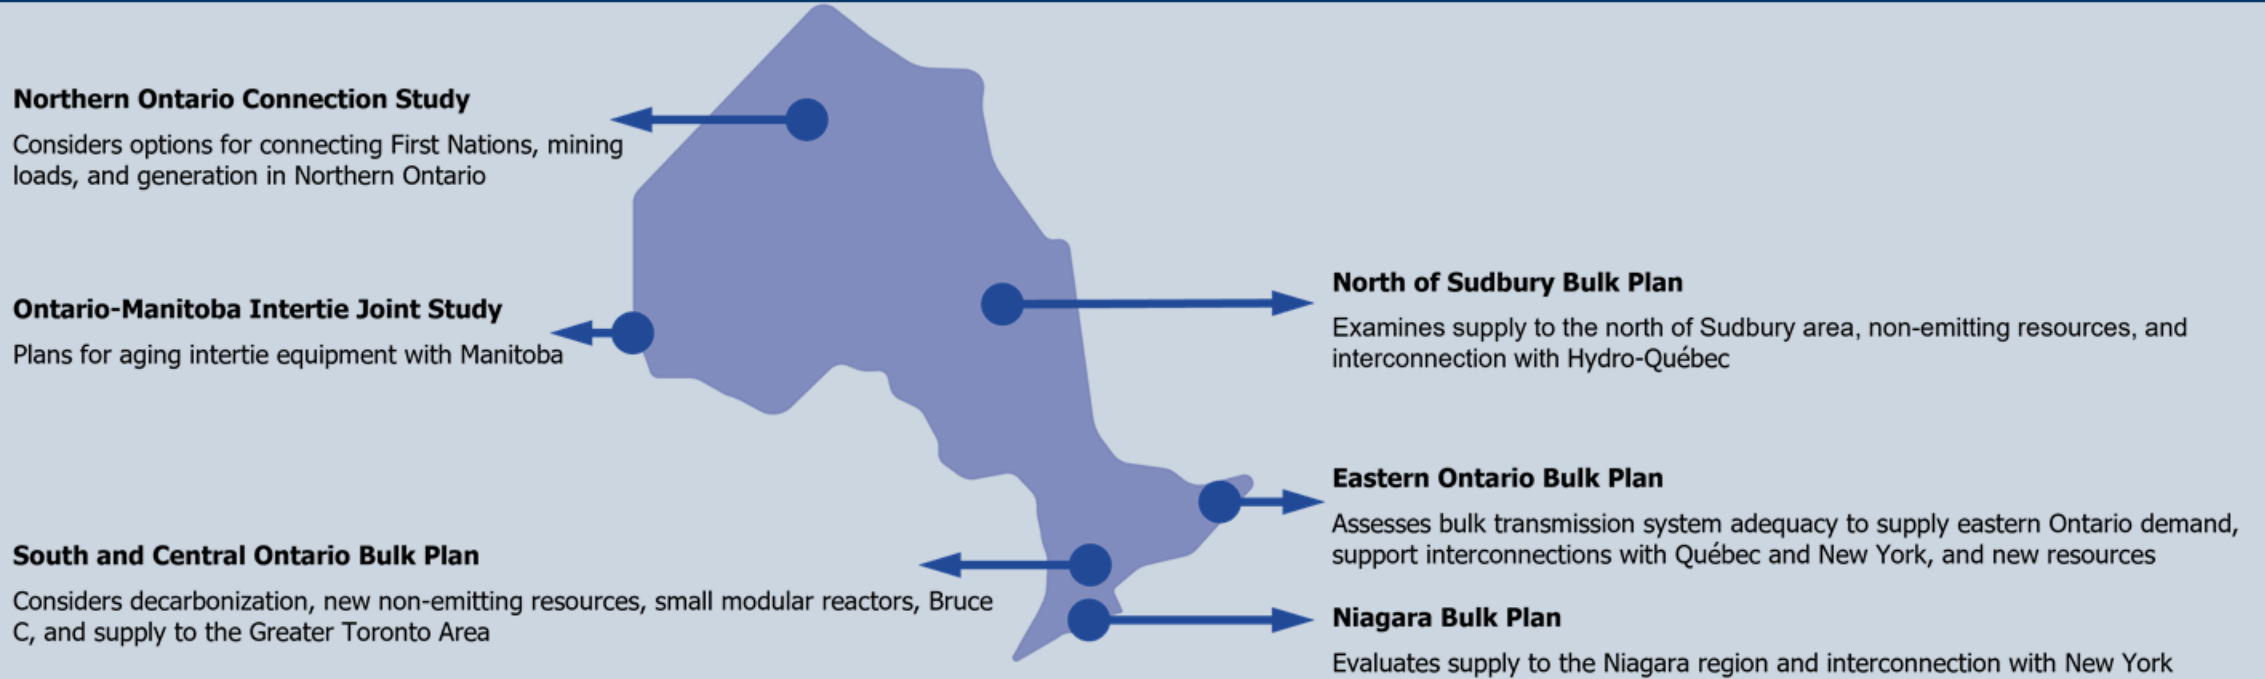 Northern Ontario Connection Study
Considers options for connecting First Nations, mining
loads, and generation in Northern Ontario
Ontario-Manitoba Intertie Joint Study
Plans for aging intertie equipment with Manitoba
South and Central Ontario Bulk Plan
Considers decarbonization, new non-emitting resources, small modular reactors, Bruce
C, and supply to the Greater Toronto Area
North of Sudbury Bulk Plan
Examines supply to the north of Sudbury area, non-emitting resources, and
interconnection with Hydro-Québec
Eastern Ontario Bulk Plan
Assesses bulk transmission system adequacy to supply eastern Ontario demand,
support interconnections with Québec and New York, and new resources
Niagara Bulk Plan
Evaluates supply to the Niagara region and interconnection with New York